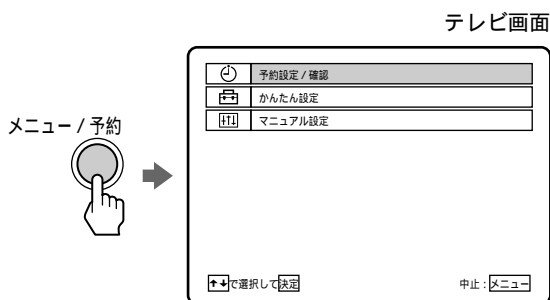 テレビ画面
メニュー / 予約
予約設定 / 確認
かんたん設定
マニュアル設定
↑↓で選択して決定
中止 : メニュー